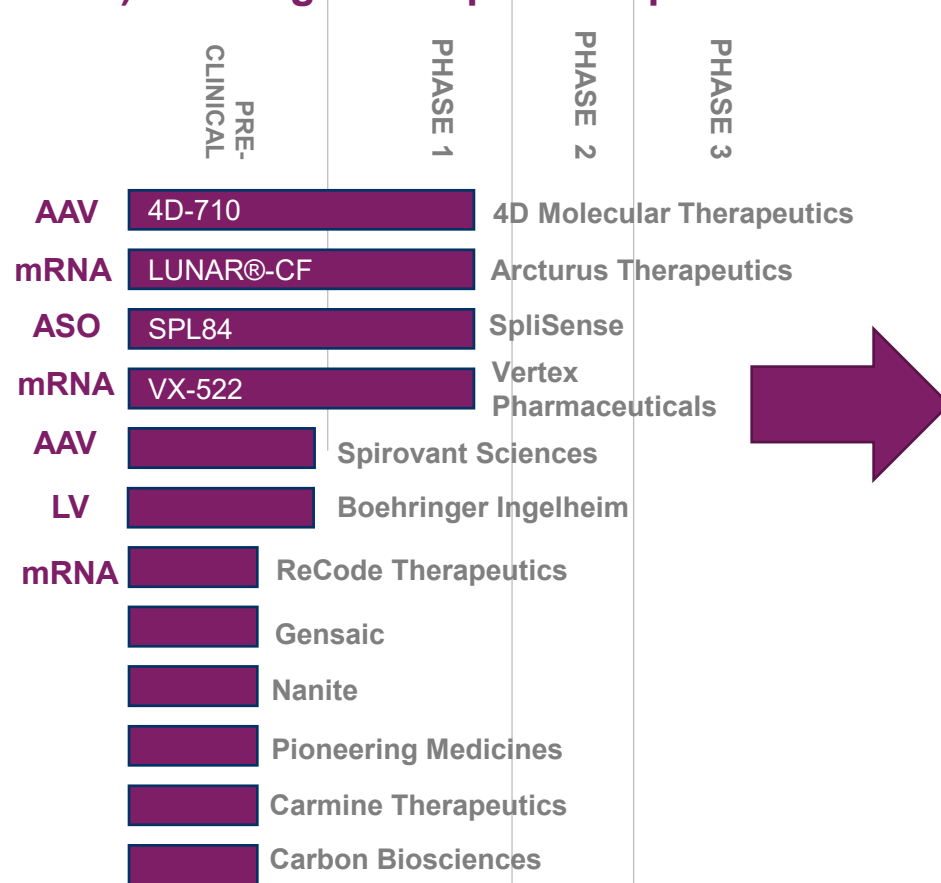 PRE-
CLINICAL
PHASE 1
PHASE 2
PHASE 3
AAV 4D-710 4D Molecular Therapeutics
mRNA LUNAR®-CF Arcturus Therapeutics
ASO SPL84 SpliSense
mRNA VX-522 Vertex
Pharmaceuticals
AAV Spirovant Sciences
LV Boehringer Ingelheim
mRNA ReCode Therapeutics
Gensaic
Nanite
Pioneering Medicines
Carmine Therapeutics
Carbon Biosciences